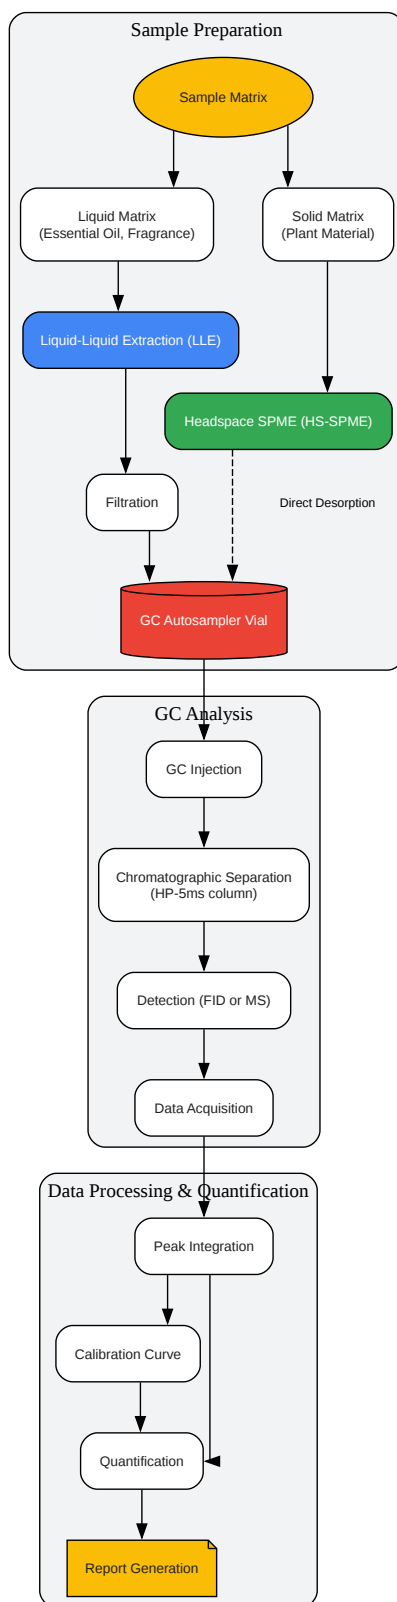 Sample Preparation
Sample Matrix
Liquid Matrix
(Essential Oil, Fragrance)
Solid Matrix
(Plant Material)
Liquid-Liquid Extraction (LLE)
Headspace SPME (HS-SPME)
Filtration
Direct Desorption
GC Autosampler Vial
GC Analysis
GC Injection
Chromatographic Separation
(HP-5ms column)
Detection (FID or MS)
Data Acquisition
Data Processing & Quantification
Peak Integration
Calibration Curve
Quantification
Report Generation